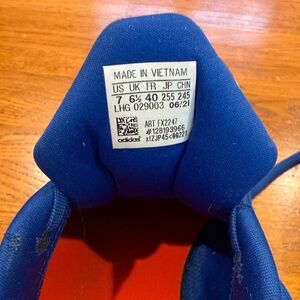 MADE IN VIETNAM
US UK FR JP CHN
7 6½ 40 255 245
LHG 029003 06/21
ART FX2247
#128193966
adidas